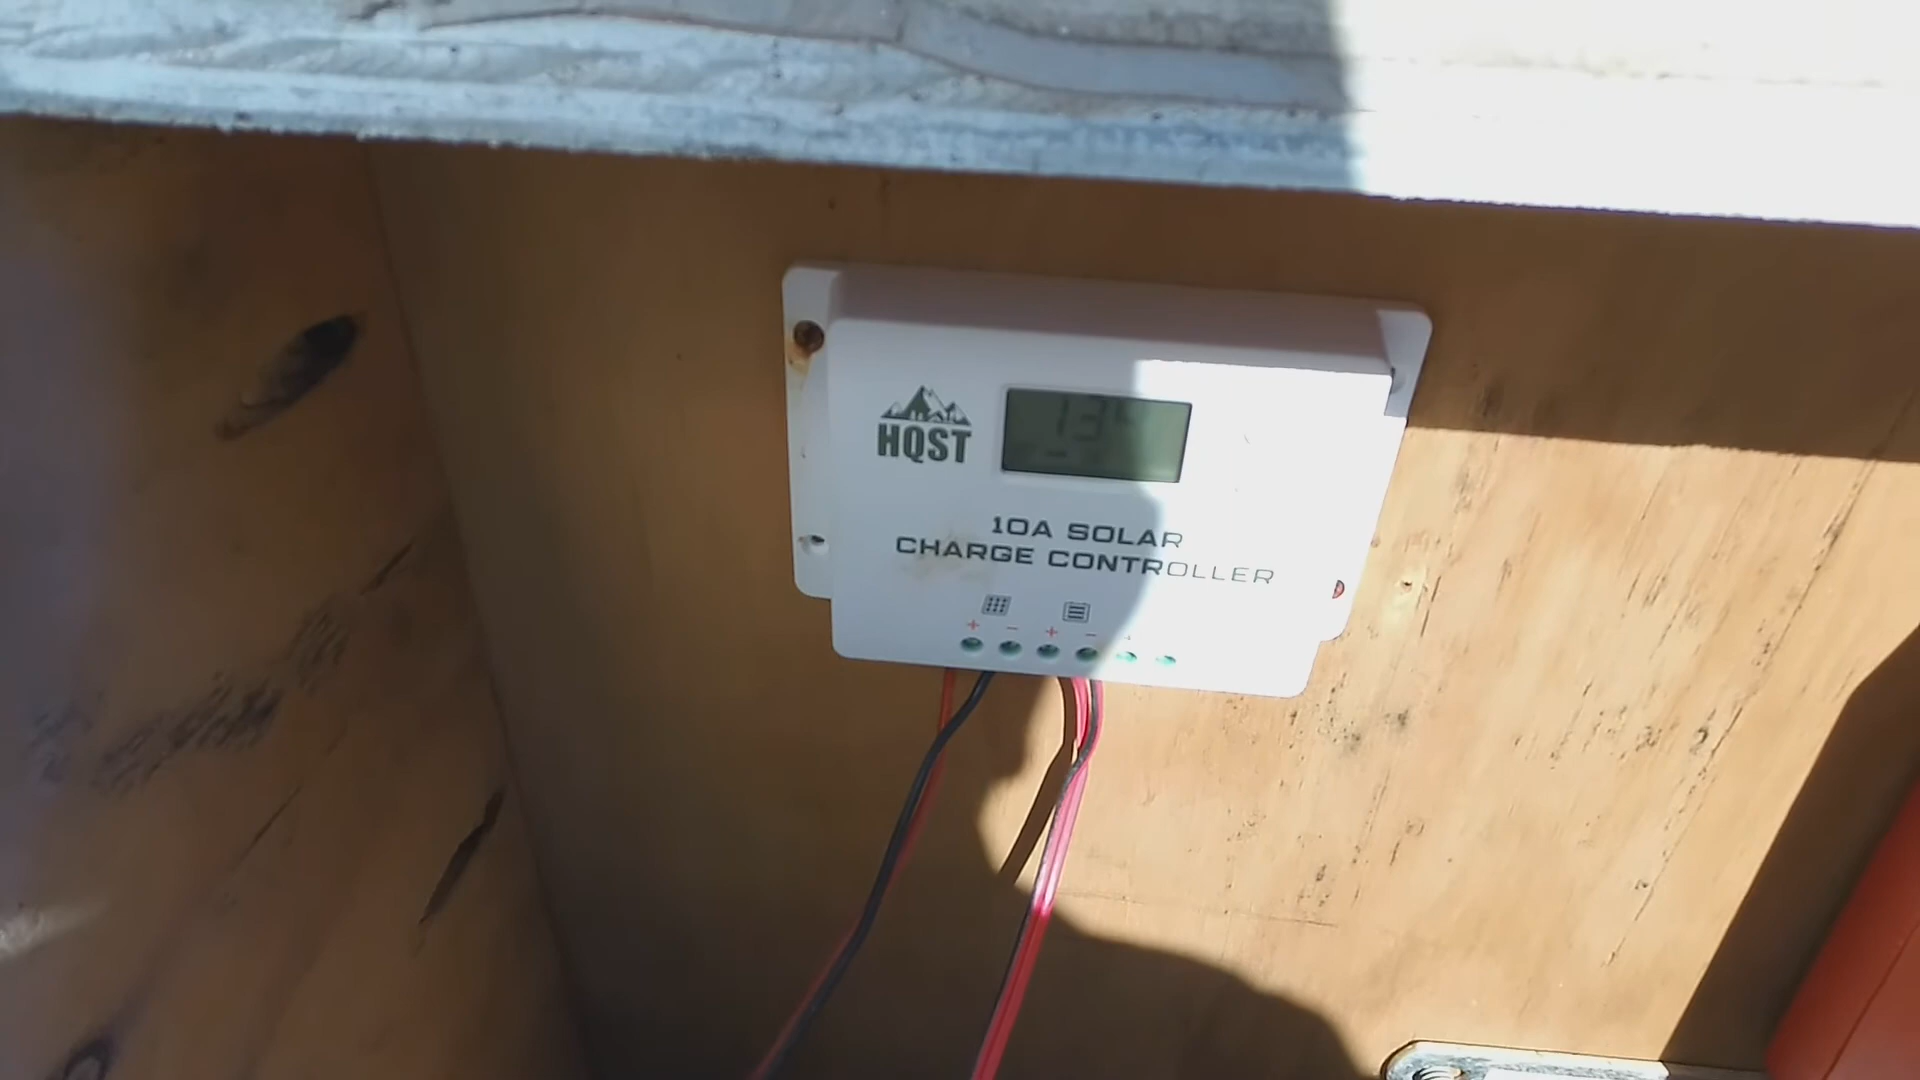 HQST
10A SOLAR
CHARGE CONTROLLER
+ − + −